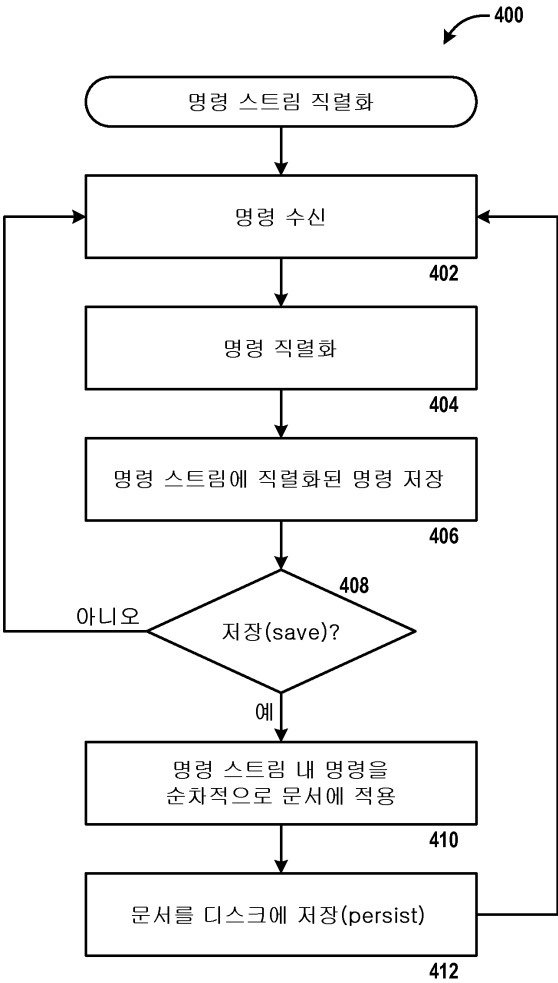 400
명령 스트림 직렬화
명령 수신
402
명령 직렬화
404
명령 스트림에 직렬화된 명령 저장
406
408
아니오
저장(save)?
예
명령 스트림 내 명령을
순차적으로 문서에 적용
410
문서를 디스크에 저장(persist)
412